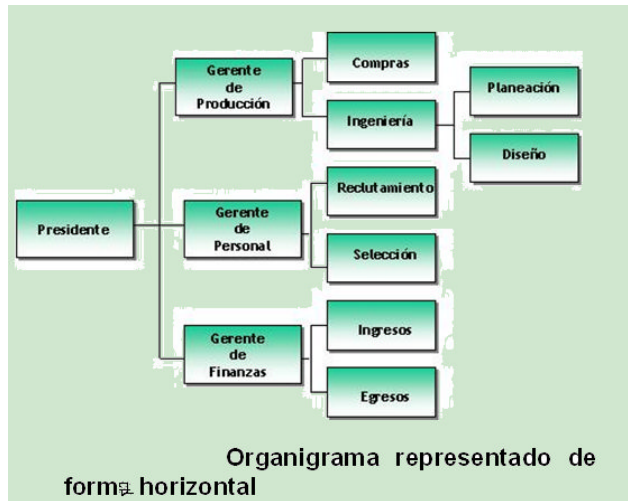 Presidente
Gerente
de
Producción
Compras
Ingeniería
Planeación
Diseño
Gerente
de
Personal
Reclutamiento
Selección
Gerente
de
Finanzas
Ingresos
Egresos
Organigrama representado de
horizontal